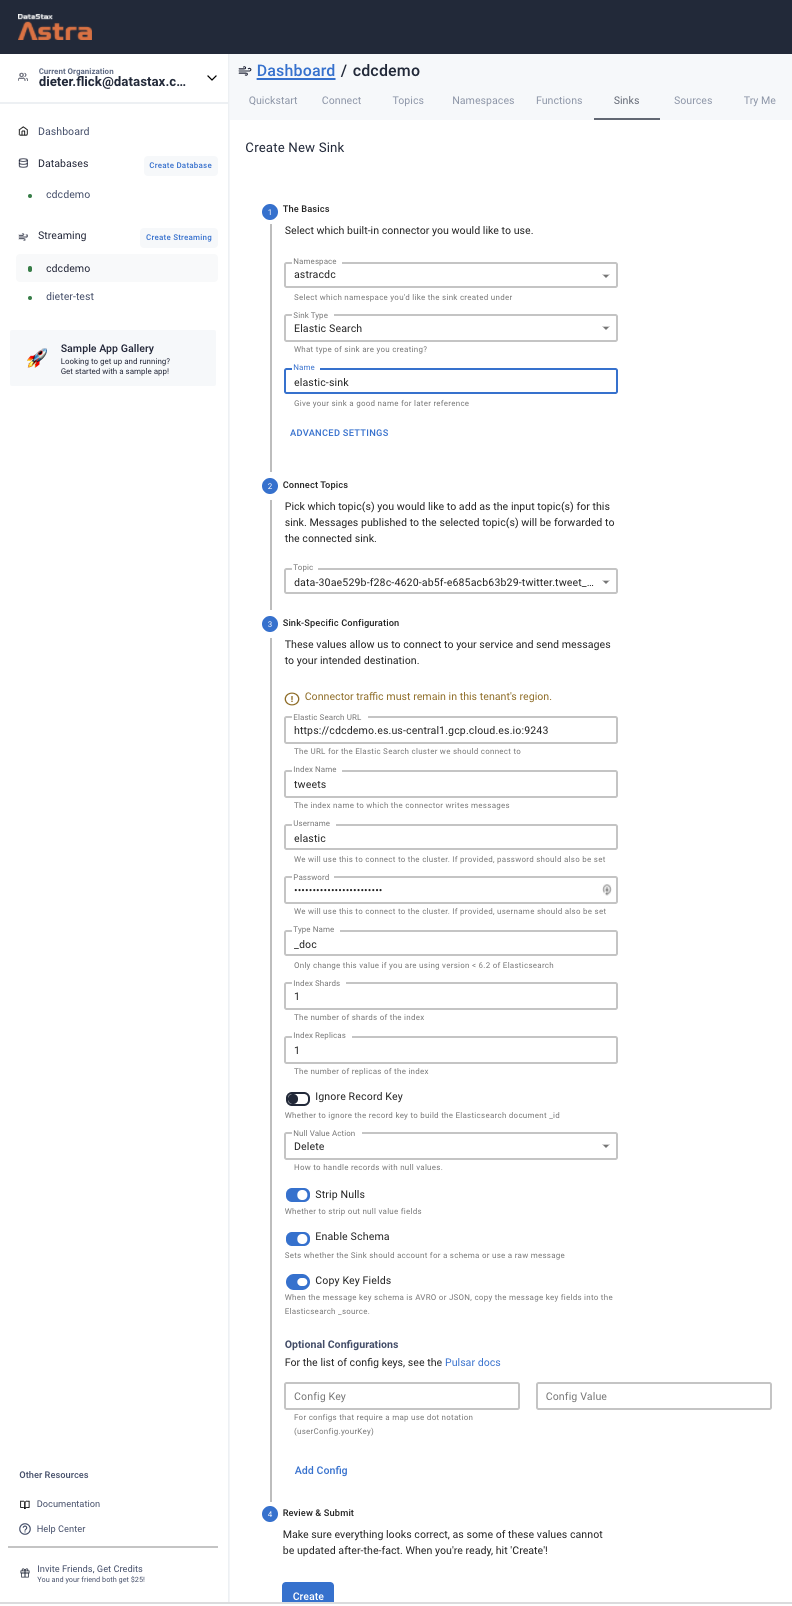 DataStax
Astra
Current Organization
dieter.flick@datastax.c...
Dashboard
Databases
Create Database
cdcdemo
Streaming
Create Streaming
cdcdemo
dieter-test
Sample App Gallery
Looking to get up and running?
Get started with a sample app!
Other Resources
Documentation
Help Center
Invite Friends, Get Credits
You and your friend both get $25!
Dashboard / cdcdemo
Quickstart
Connect
Topics
Namespaces
Functions
Sinks
Sources
Try Me
Create New Sink
1
The Basics
Select which built-in connector you would like to use.
Namespace
astracdc
Select which namespace you'd like the sink created under
Sink Type
Elastic Search
What type of sink are you creating?
Name
elastic-sink
Give your sink a good name for later reference
ADVANCED SETTINGS
2
Connect Topics
Pick which topic(s) you would like to add as the input topic(s) for this
sink. Messages published to the selected topic(s) will be forwarded to
the connected sink.
Topic
data-30ae529b-f28c-4620-ab5f-e685acb63b29-twitter.tweet_...
3
Sink-Specific Configuration
These values allow us to connect to your service and send messages
to your intended destination.
Connector traffic must remain in this tenant's region.
Elastic Search URL
https://cdcdemo.es.us-central1.gcp.cloud.es.io:9243
The URL for the Elastic Search cluster we should connect to
Index Name
tweets
The index name to which the connector writes messages
Username
elastic
We will use this to connect to the cluster. If provided, password should also be set
Password
••••••••••••••••••••••••
We will use this to connect to the cluster. If provided, username should also be set
Type Name
_doc
Only change this value if you are using version < 6.2 of Elasticsearch
Index Shards
1
The number of shards of the index
Index Replicas
1
The number of replicas of the index
Ignore Record Key
Whether to ignore the record key to build the Elasticsearch document _id
Null Value Action
Delete
How to handle records with null values.
Strip Nulls
Whether to strip out null value fields
Enable Schema
Sets whether the Sink should account for a schema or use a raw message
Copy Key Fields
When the message key schema is AVRO or JSON, copy the message key fields into the
Elasticsearch _source.
Optional Configurations
For the list of config keys, see the Pulsar docs
Config Key
Config Value
For configs that require a map use dot notation
(userConfig.yourKey)
Add Config
4
Review & Submit
Make sure everything looks correct, as some of these values cannot
be updated after-the-fact. When you're ready, hit 'Create'!
Create